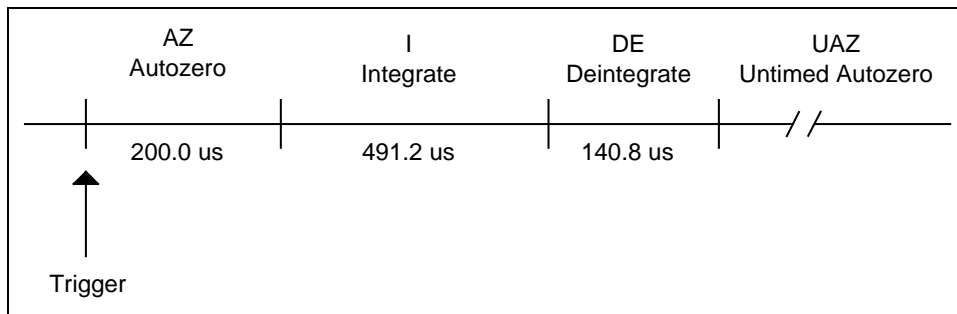 AZ
Autozero
I
Integrate
DE
Deintegrate
UAZ
Untimed Autozero
200.0 us
491.2 us
140.8 us
Trigger